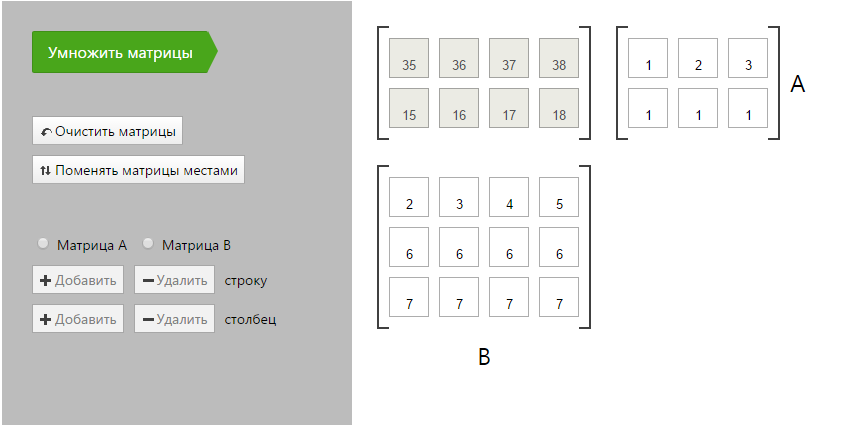 Умножить матрицы
Очистить матрицы
Поменять матрицы местами
Матрица A Матрица B
Добавить Удалить строку
Добавить Удалить столбец
35 36 37 38
15 16 17 18
1 2 3
1 1 1
A
2 3 4 5
6 6 6 6
7 7 7 7
B